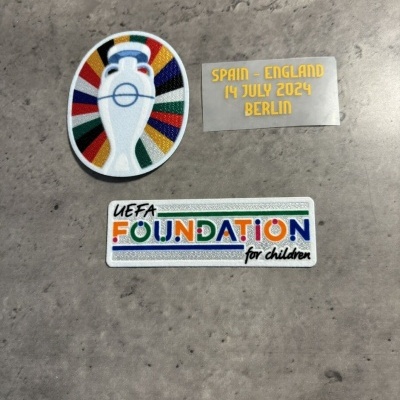 SPAIN - ENGLAND
14 JULY 2024
BERLIN
UEFA
FOUNDATION
for children